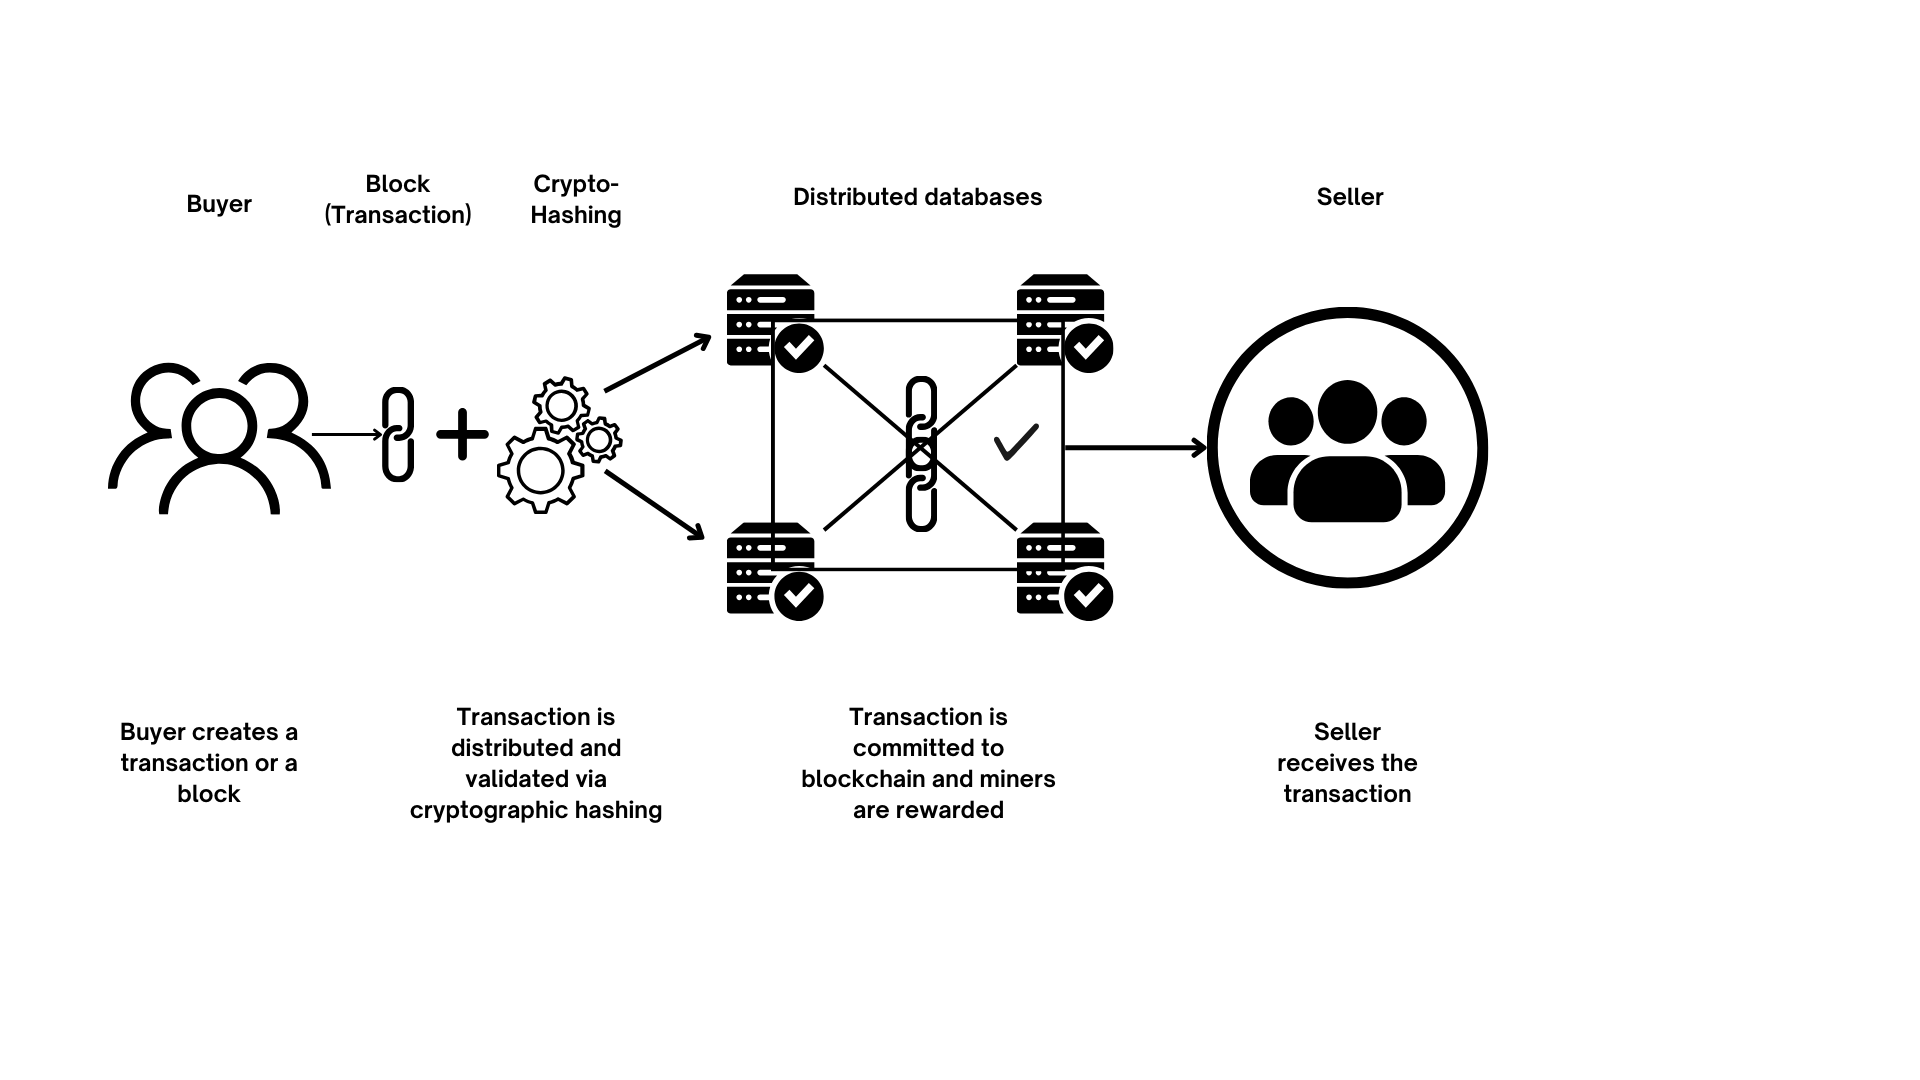 Buyer
Block
(Transaction)
Crypto-
Hashing
Distributed databases
Seller
Buyer creates a
transaction or a
block
Transaction is
distributed and
validated via
cryptographic hashing
Transaction is
committed to
blockchain and miners
are rewarded
Seller
receives the
transaction